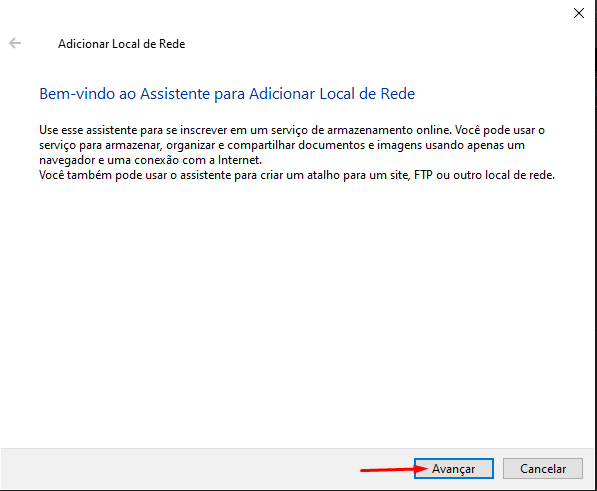 Adicionar Local de Rede
Bem-vindo ao Assistente para Adicionar Local de Rede
Use esse assistente para se inscrever em um serviço de armazenamento online. Você pode usar o
serviço para armazenar, organizar e compartilhar documentos e imagens usando apenas um
navegador e uma conexão com a Internet.
Você também pode usar o assistente para criar um atalho para um site, FTP ou outro local de rede.
Avançar
Cancelar